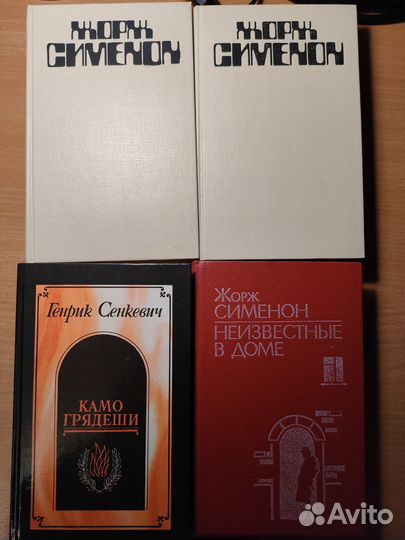 ЖОРЖ
СИМЕНОН
ЖОРЖ
СИМЕНОН
Генрик Сенкевич
КАМО
ГРЯДЕШИ
ЖОРЖ
СИМЕНОН
НЕИЗВЕСТНЫЕ
В ДОМЕ
Avito